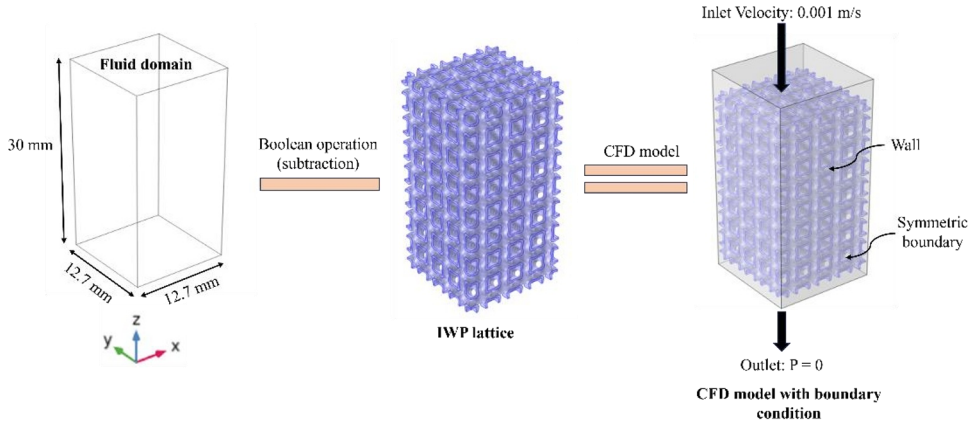 Fluid domain
30 mm
12.7 mm
12.7 mm
z
y
x
Boolean operation
(subtraction)
IWP lattice
CFD model
Inlet Velocity: 0.001 m/s
Wall
Symmetric
boundary
Outlet: P = 0
CFD model with boundary
condition